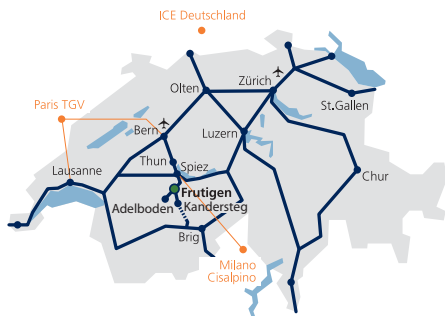 ICE Deutschland
Olten
Zürich
Paris TGV
St.Gallen
Bern
Luzern
Thun
Spiez
Lausanne
Chur
Frutigen
Adelboden
Kandersteg
Brig
Milano
Cisalpino